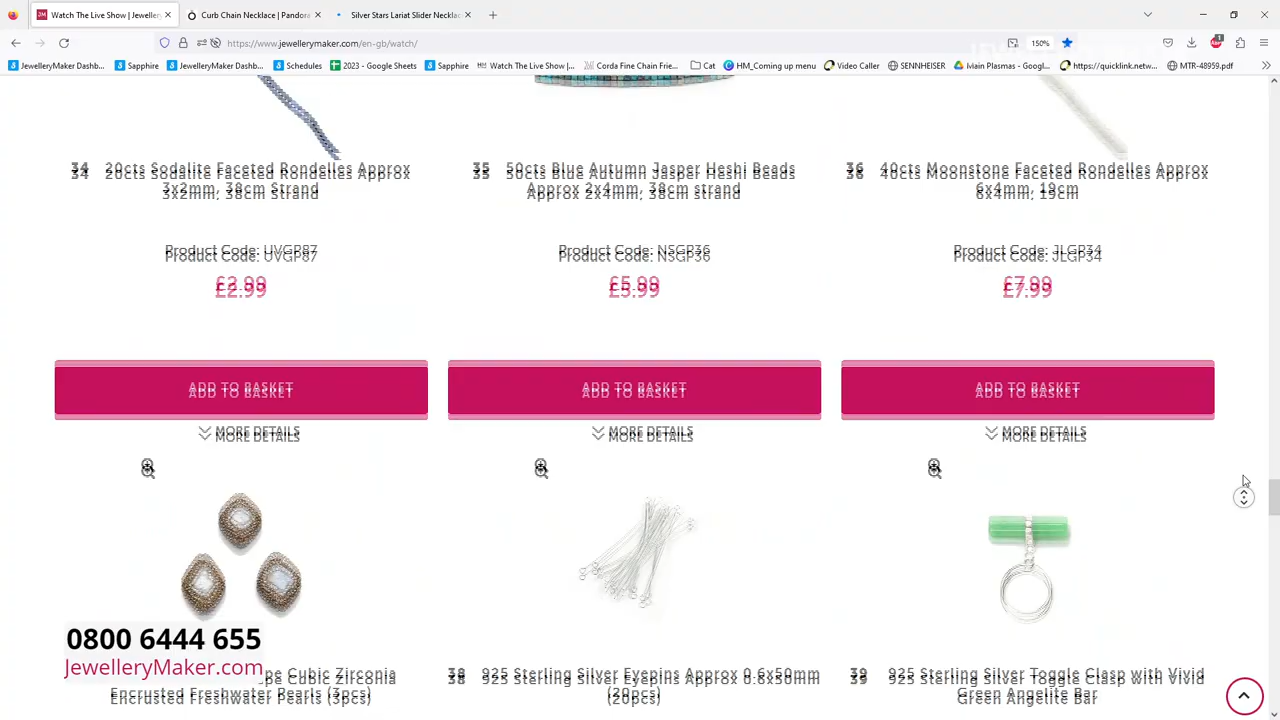 Watch The Live Show | Jeweller
Curb Chain Necklace | Pandora
Silver Stars Lariat Slider Necklac
https://www.jewellerymaker.com/en-gb/watch/
150%
JewelleryMaker Dashb...
Sapphire
JewelleryMaker Dashb...
Schedules
2023 - Google Sheets
Sapphire
Watch The Live Show...
Corda Fine Chain Frie...
Cat
HM_Coming up menu
Video Caller
SENNHEISER
Iviain Plasmas - Googl...
https://quicklink.netw...
MTR-48959.pdf
34 20cts Sodalite Faceted Rondelles Approx
3x2mm, 38cm Strand
Product Code: UVGP87
£2.99
ADD TO BASKET
MORE DETAILS
35 50cts Blue Autumn Jasper Heshi Beads
Approx 2x4mm, 38cm strand
Product Code: NSGP36
£5.99
ADD TO BASKET
MORE DETAILS
36 40cts Moonstone Faceted Rondelles Approx
6x4mm, 19cm
Product Code: JLGP34
£7.99
ADD TO BASKET
MORE DETAILS
0800 6444 655
JewelleryMaker.com
Cubic Zirconia
Encrusted Freshwater Pearls (3pcs)
38 925 Sterling Silver Eyepins Approx 0.6x50mm
(20pcs)
39 925 Sterling Silver Toggle Clasp with Vivid
Green Angelite Bar